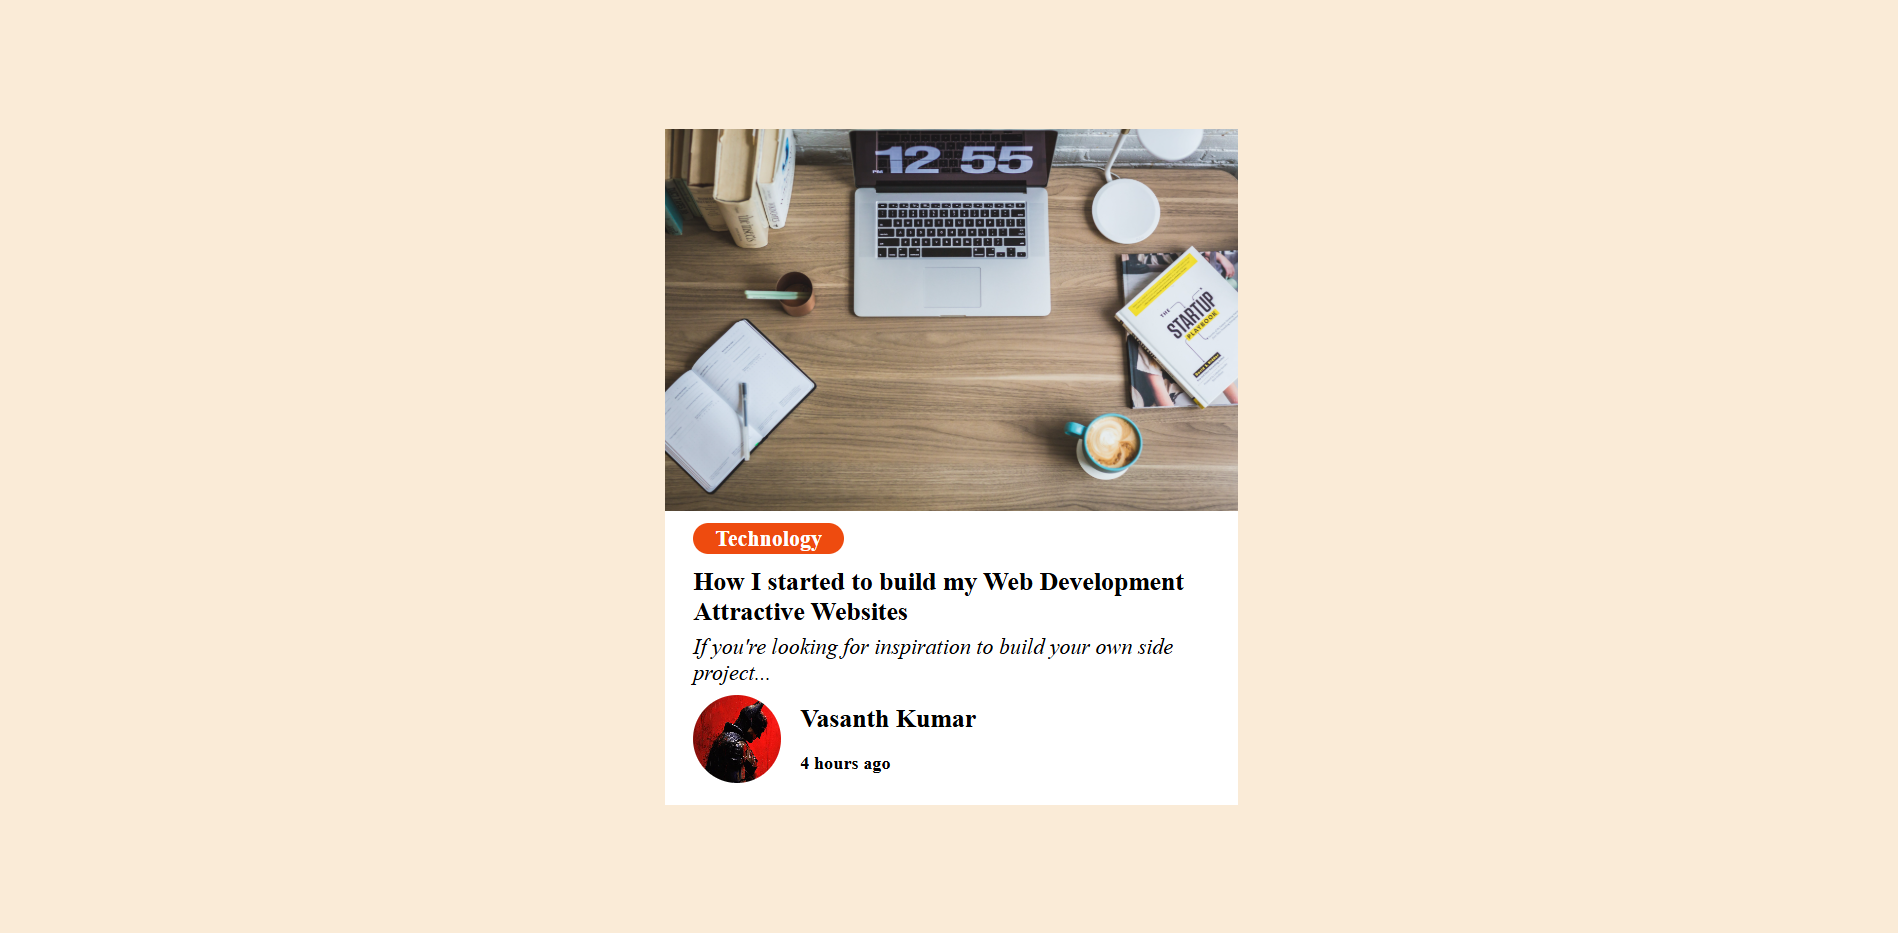 12 55
PM
THE
STARTUP
PLAYBOOK
Technology
How I started to build my Web Development
Attractive Websites
If you're looking for inspiration to build your own side
project...
Vasanth Kumar
4 hours ago